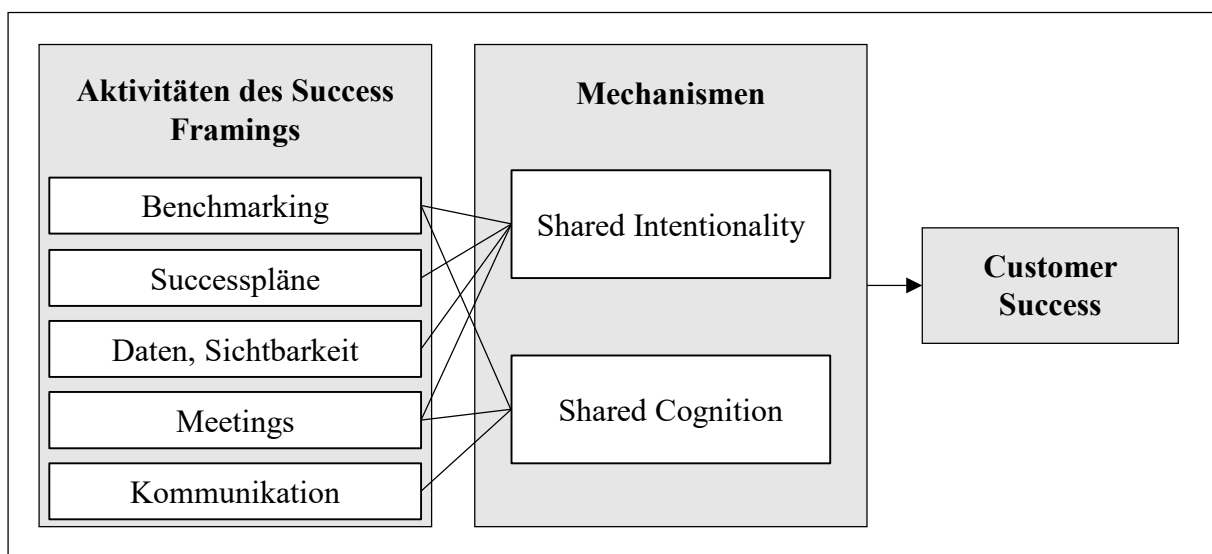 Aktivitäten des Success
Framings
Benchmarking
Successpläne
Daten, Sichtbarkeit
Meetings
Kommunikation
Mechanismen
Shared Intentionality
Shared Cognition
Customer
Success